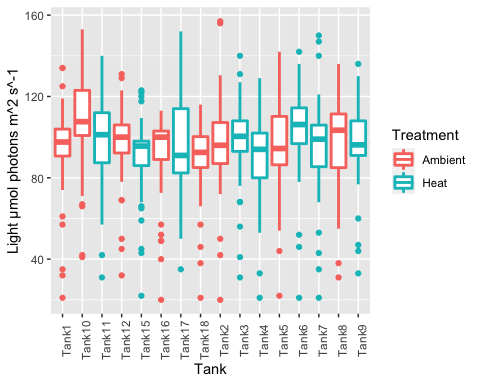 160
120
80
40
Light μmol photons m^2 s^-1
Tank1
Tank10
Tank11
Tank12
Tank15
Tank16
Tank17
Tank18
Tank2
Tank3
Tank4
Tank5
Tank6
Tank7
Tank8
Tank9
Tank
Treatment
Ambient
Heat